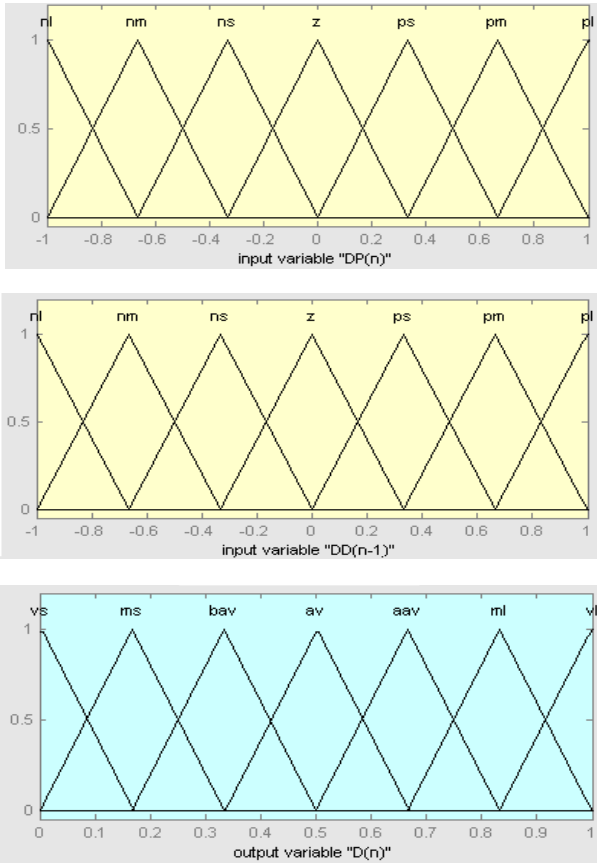 nl nm ns z ps pm pl
1
0.5
0
-1 -0.8 -0.6 -0.4 -0.2 0 0.2 0.4 0.6 0.8 1
input variable "DP(n)"
nl nm ns z ps pm pl
1
0.5
0
-1 -0.8 -0.6 -0.4 -0.2 0 0.2 0.4 0.6 0.8 1
input variable "DD(n-1)"
vs ms bav av aav ml vl
1
0.5
0
0 0.1 0.2 0.3 0.4 0.5 0.6 0.7 0.8 0.9 1
output variable "D(n)"